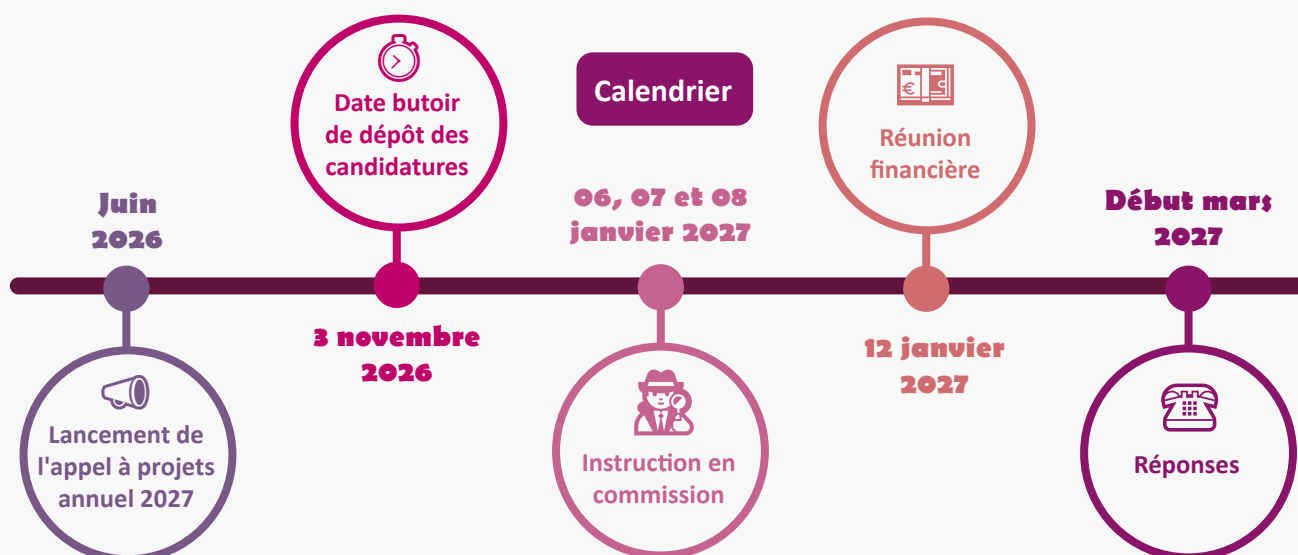 Calendrier
Juin
2026
Lancement de
l'appel à projets
annuel 2027
Date butoir
de dépôt des
candidatures
3 novembre
2026
06, 07 et 08
janvier 2027
Instruction en
commission
Réunion
financière
12 janvier
2027
Début mars
2027
Réponses